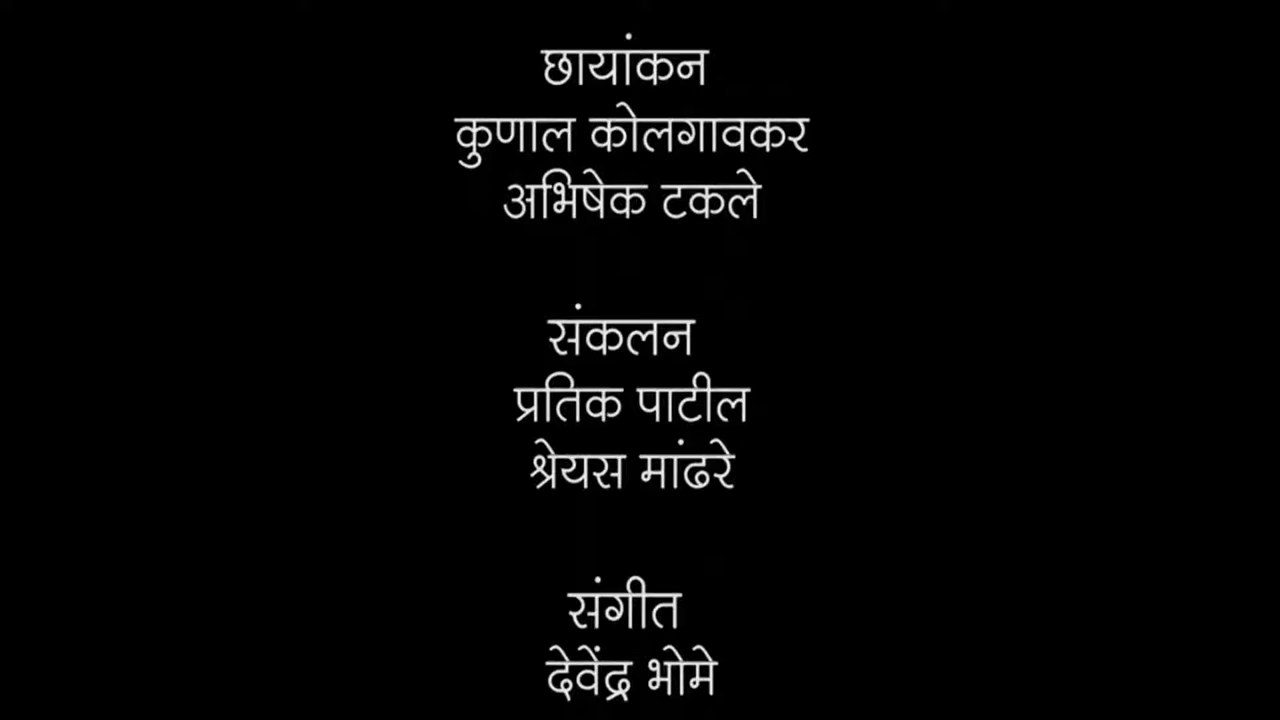 छायांकन
कुणाल कोलगावकर
अभिषेक टकले
संकलन
प्रतिक पाटील
श्रेयस मांढरे
संगीत
देवेंद्र भोमे